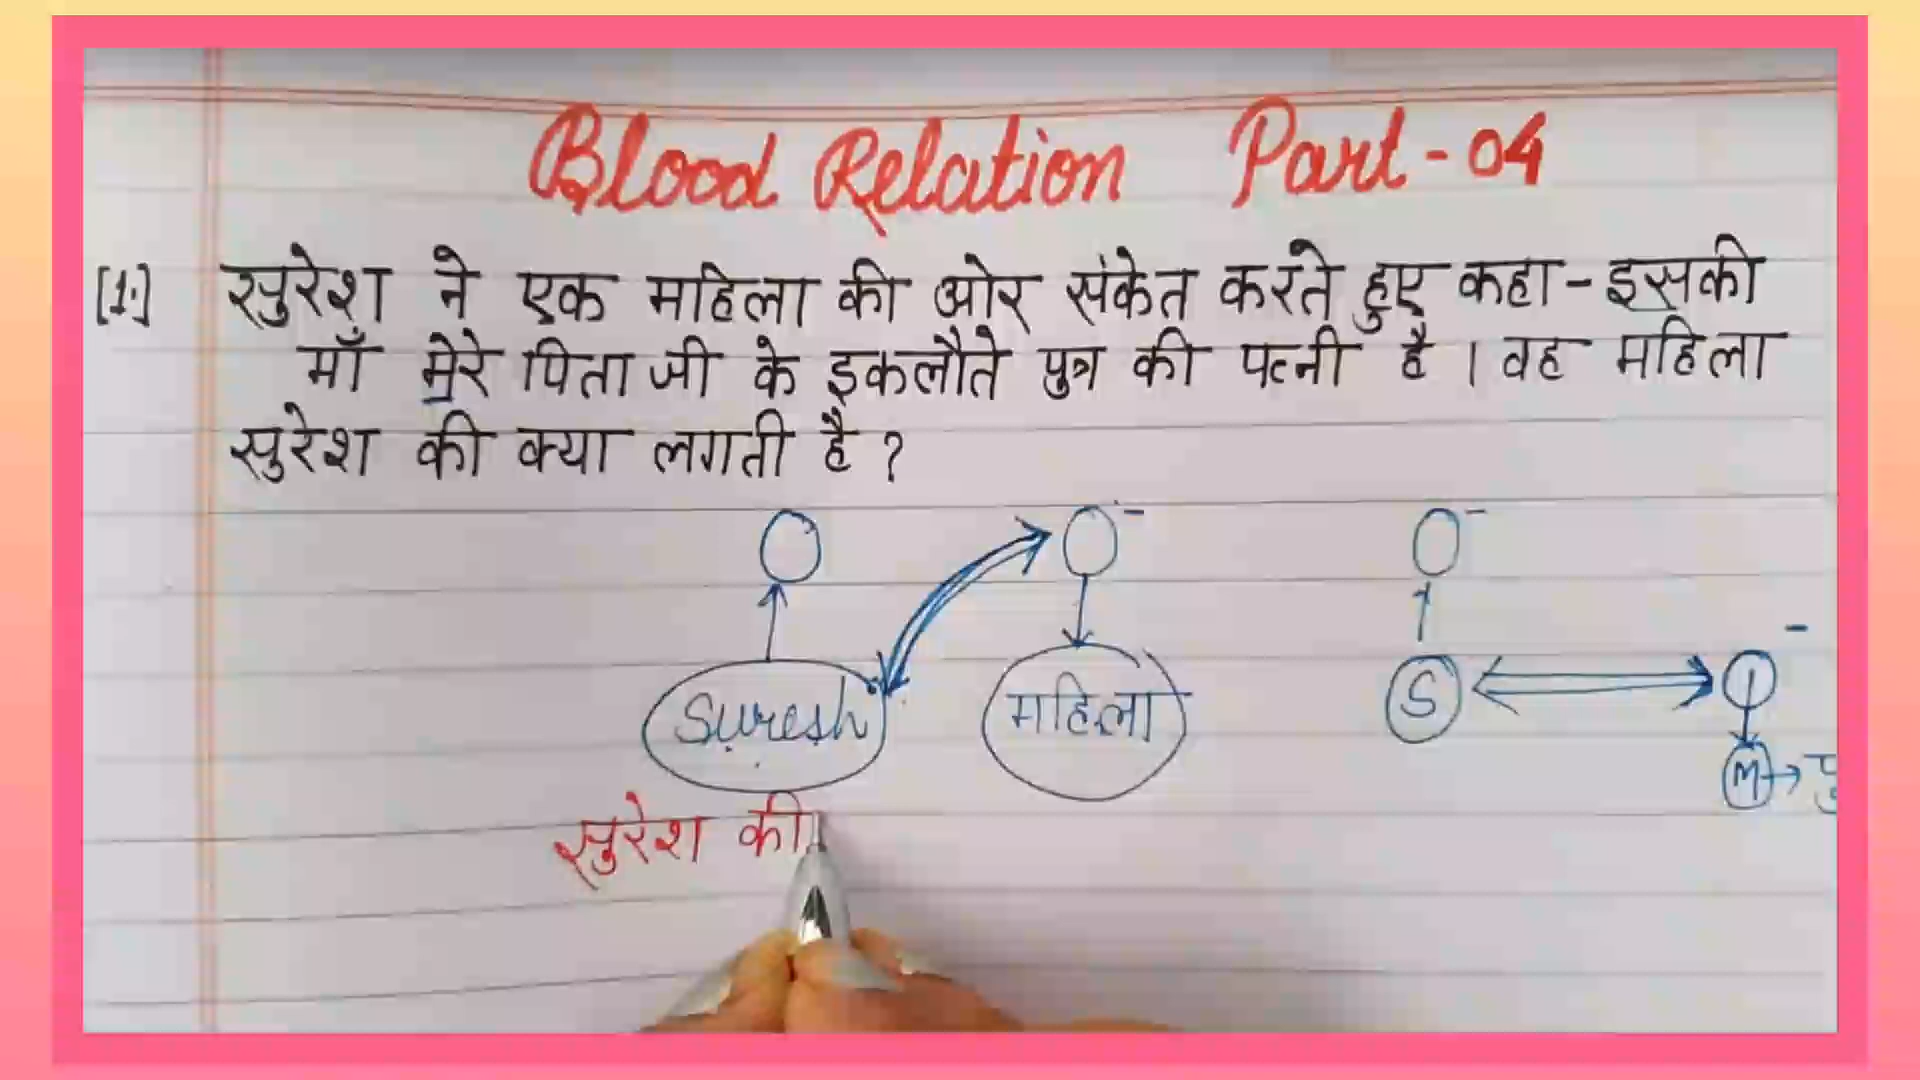 Blood Relation Part - 04
[1.] सुरेश ने एक महिला की ओर संकेत करते हुए कहा - इसकी
माँ मेरे पिताजी के इकलौते पुत्र की पत्नी है । वह महिला
सुरेश की क्या लगती है ?
Suresh महिला S
M → पु
सुरेश की